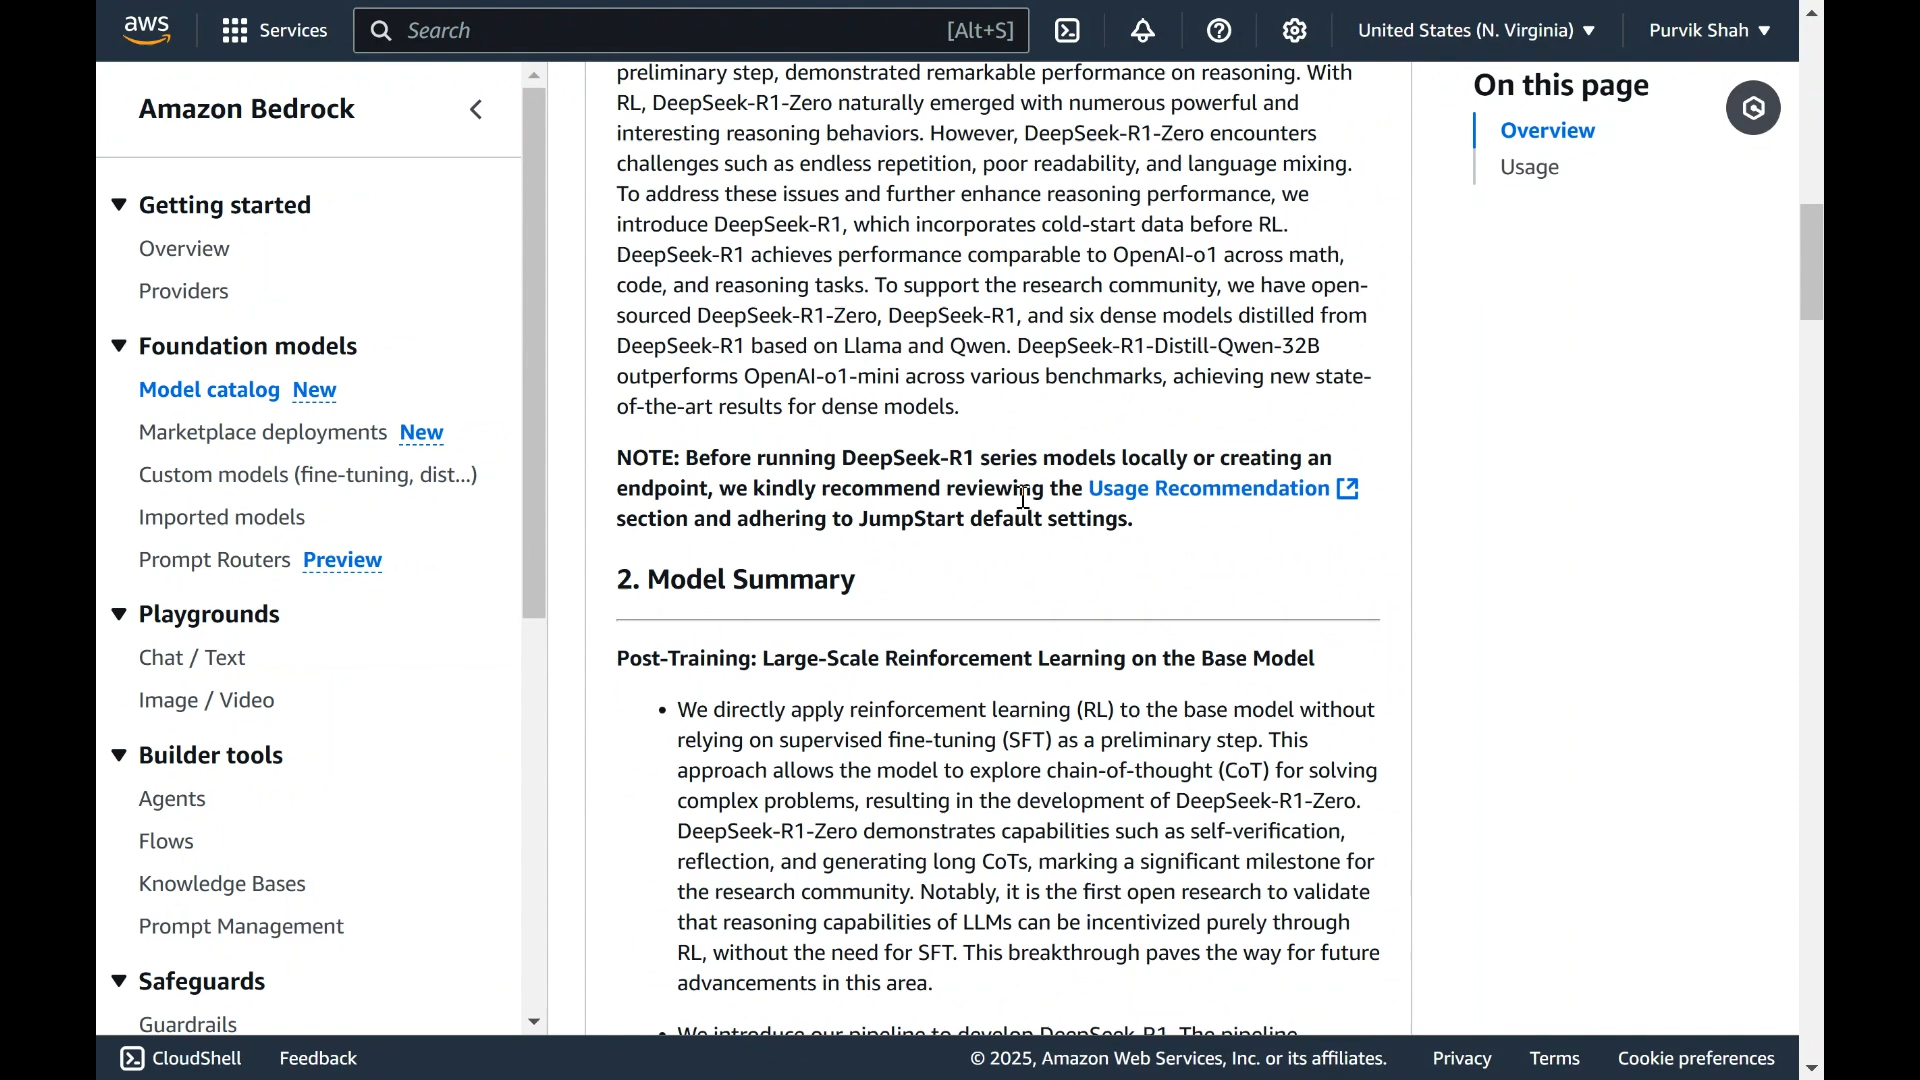 aws
Services
Search
[Alt+S]
United States (N. Virginia)
Purvik Shah
Amazon Bedrock
Getting started
Overview
Providers
Foundation models
Model catalog New
Marketplace deployments New
Custom models (fine-tuning, dist...)
Imported models
Prompt Routers Preview
Playgrounds
Chat / Text
Image / Video
Builder tools
Agents
Flows
Knowledge Bases
Prompt Management
Safeguards
Guardrails
preliminary step, demonstrated remarkable performance on reasoning. With
RL, DeepSeek-R1-Zero naturally emerged with numerous powerful and
interesting reasoning behaviors. However, DeepSeek-R1-Zero encounters
challenges such as endless repetition, poor readability, and language mixing.
To address these issues and further enhance reasoning performance, we
introduce DeepSeek-R1, which incorporates cold-start data before RL.
DeepSeek-R1 achieves performance comparable to OpenAI-o1 across math,
code, and reasoning tasks. To support the research community, we have open-
sourced DeepSeek-R1-Zero, DeepSeek-R1, and six dense models distilled from
DeepSeek-R1 based on Llama and Qwen. DeepSeek-R1-Distill-Qwen-32B
outperforms OpenAI-o1-mini across various benchmarks, achieving new state-
of-the-art results for dense models.
NOTE: Before running DeepSeek-R1 series models locally or creating an
endpoint, we kindly recommend reviewing the Usage Recommendation
section and adhering to JumpStart default settings.
2. Model Summary
Post-Training: Large-Scale Reinforcement Learning on the Base Model
• We directly apply reinforcement learning (RL) to the base model without
relying on supervised fine-tuning (SFT) as a preliminary step. This
approach allows the model to explore chain-of-thought (CoT) for solving
complex problems, resulting in the development of DeepSeek-R1-Zero.
DeepSeek-R1-Zero demonstrates capabilities such as self-verification,
reflection, and generating long CoTs, marking a significant milestone for
the research community. Notably, it is the first open research to validate
that reasoning capabilities of LLMs can be incentivized purely through
RL, without the need for SFT. This breakthrough paves the way for future
advancements in this area.
• We introduce our pipeline to develop DeepSeek-R1. The pipeline
On this page
Overview
Usage
CloudShell
Feedback
© 2025, Amazon Web Services, Inc. or its affiliates.
Privacy
Terms
Cookie preferences